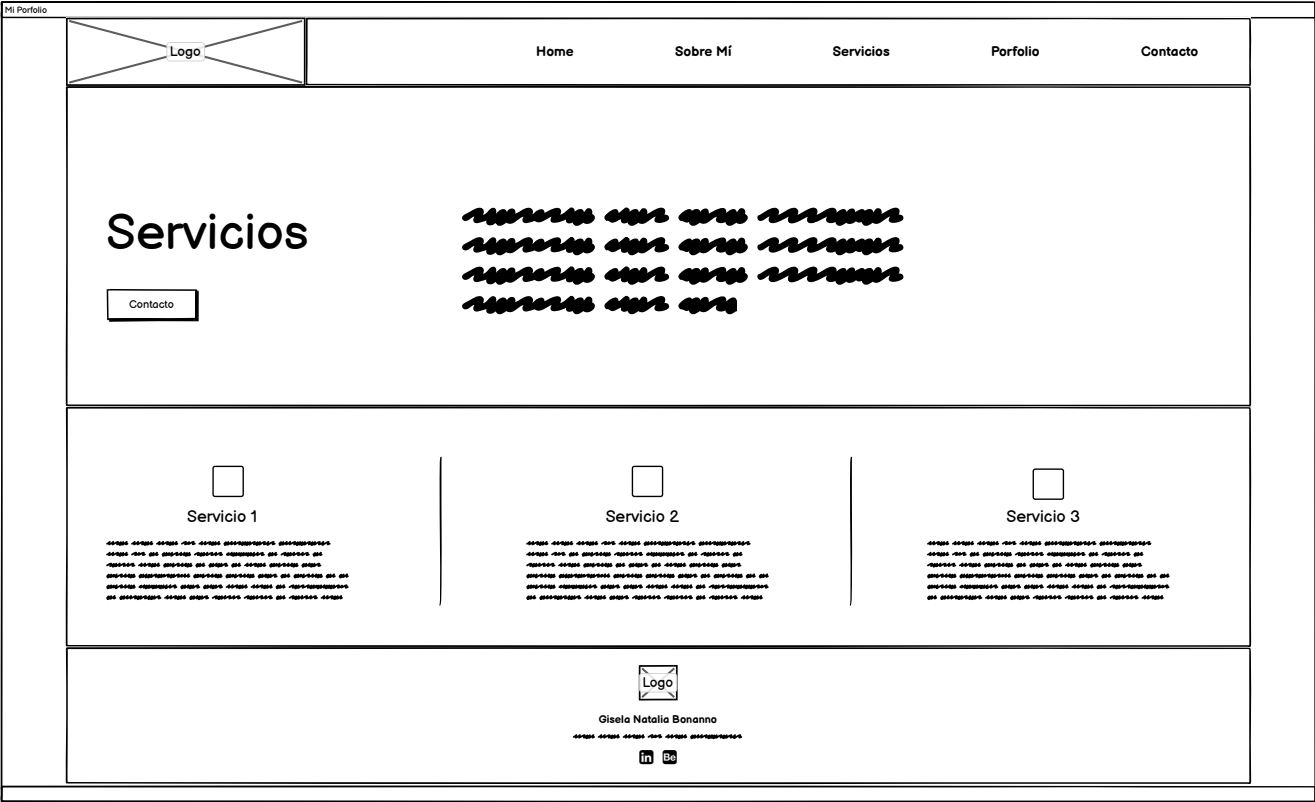 Mi Porfolio
Logo
Home Sobre Mí Servicios Porfolio Contacto
Servicios
Contacto
Servicio 1 Servicio 2 Servicio 3
Logo
Gisela Natalia Bonanno
in Be